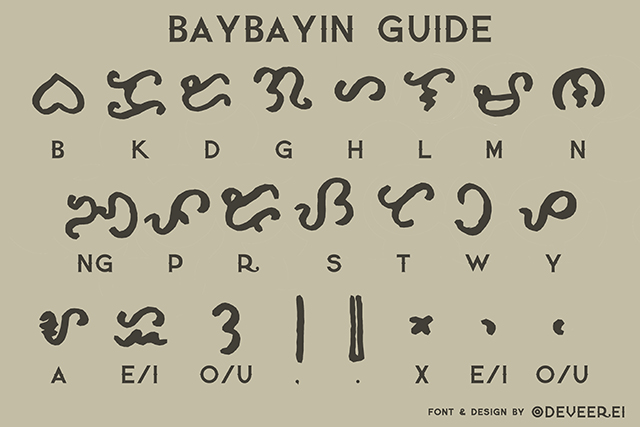 BAYBAYIN GUIDE
ᜊ ᜃ ᜇ ᜄ ᜑ ᜎ ᜋ ᜈ
B K D G H L M N
ᜅ ᜉ ᜍ ᜐ ᜆ ᜏ ᜌ
NG P R S T W Y
ᜀ ᜁ ᜂ ᜵ ᜶ ᜔ ᜒ ᜓ
A E/I O/U , . X E/I O/U
FONT & DESIGN BY @DEVEER.EI